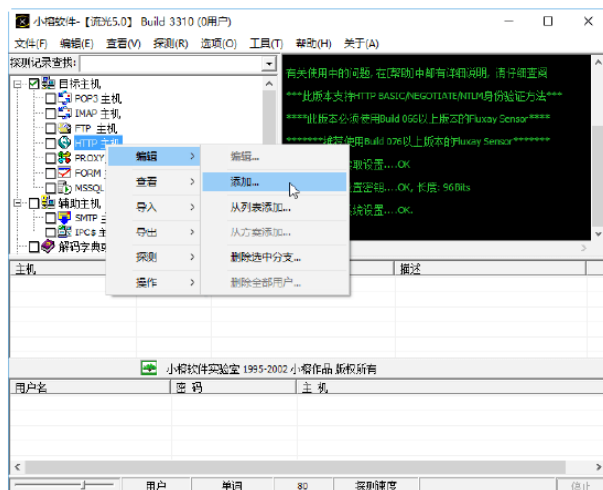 小榕软件-【流光5.0】 Build 3310 (0用户)
文件(F) 编辑(E) 查看(V) 探测(R) 选项(O) 工具(T) 帮助(H) 关于(A)
探测记录查找:
目标主机
POP3 主机
IMAP 主机
FTP 主机
HTTP 主机
PROXY
FORM
MSSQL
辅助主机
SMTP 主
IPC$ 主
解码字典或
有关使用中的问题, 在[帮助]中都有详细说明, 请仔细查阅
***此版本支持HTTP BASIC/NEGOTIATE/NTLM身份验证方法***
****此版本必须使用Build 066以上版本的Fluxay Sensor****
*******推荐使用Build 076以上版本的Fluxay Sensor*******
取设置....OK
置密钥....OK, 长度: 96Bits
统设置....OK.
编辑 >
查看 >
导入 >
导出 >
探测 >
操作 >
编辑...
添加...
从列表添加...
从方案添加...
删除选中分支...
删除全部用户...
主机 描述
小榕软件实验室 1995-2002 小榕作品 版权所有
用户名 密 码 主 机
用户 单词 80 探测速度 停止